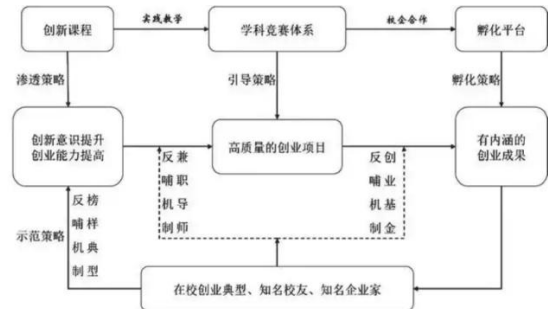 创新课程
实践教学
学科竞赛体系
校企合作
孵化平台
渗透策略
引导策略
孵化策略
创新意识提升
创业能力提高
高质量的创业项目
有内涵的
创业成果
反兼
哺职
机导
制师
反创
哺业
机基
制金
示范策略
反榜
哺样
机典
制型
在校创业典型、知名校友、知名企业家